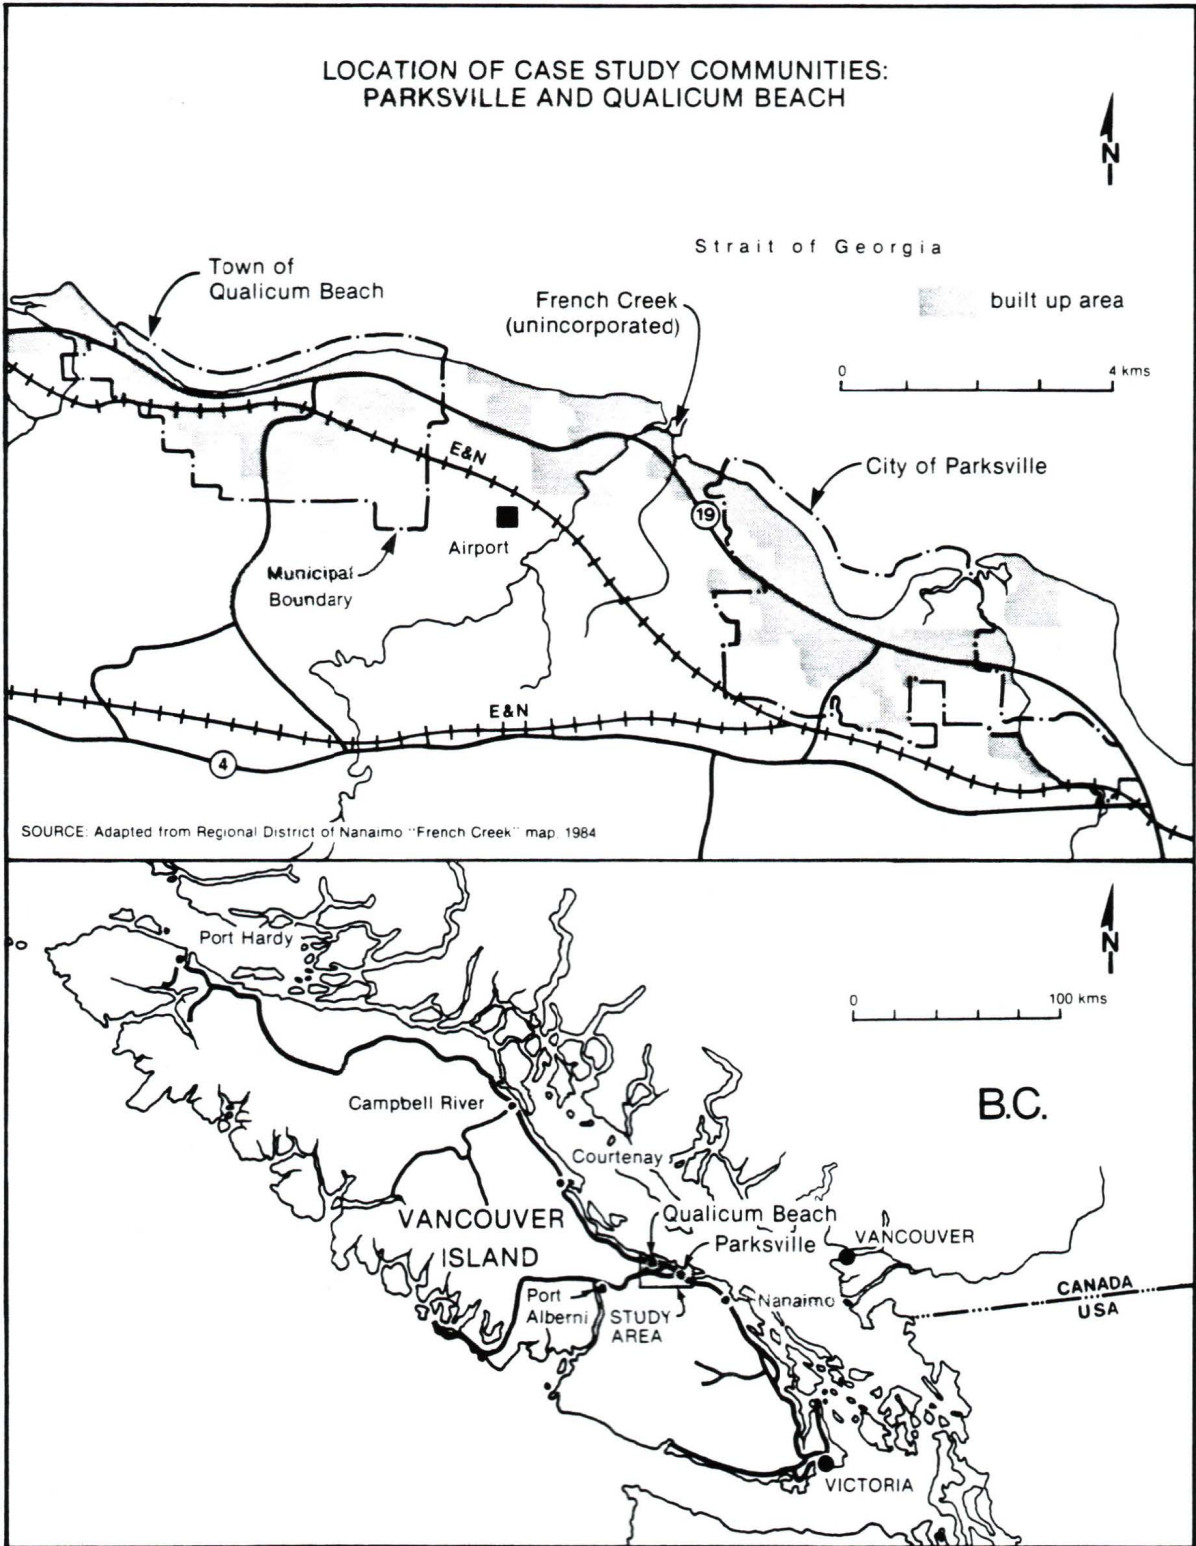 LOCATION OF CASE STUDY COMMUNITIES:
PARKSVILLE AND QUALICUM BEACH
N
Strait of Georgia
Town of
Qualicum Beach
French Creek
(unincorporated)
built up area
0 4 kms
E&N
City of Parksville
19
Airport
Municipal
Boundary
E&N
4
SOURCE: Adapted from Regional District of Nanaimo "French Creek" map. 1984
N
Port Hardy
0 100 kms
B.C.
Campbell River
Courtenay
VANCOUVER
ISLAND
Qualicum Beach
Parksville
VANCOUVER
CANADA
USA
Port
Alberni
STUDY
AREA
Nanaimo
VICTORIA